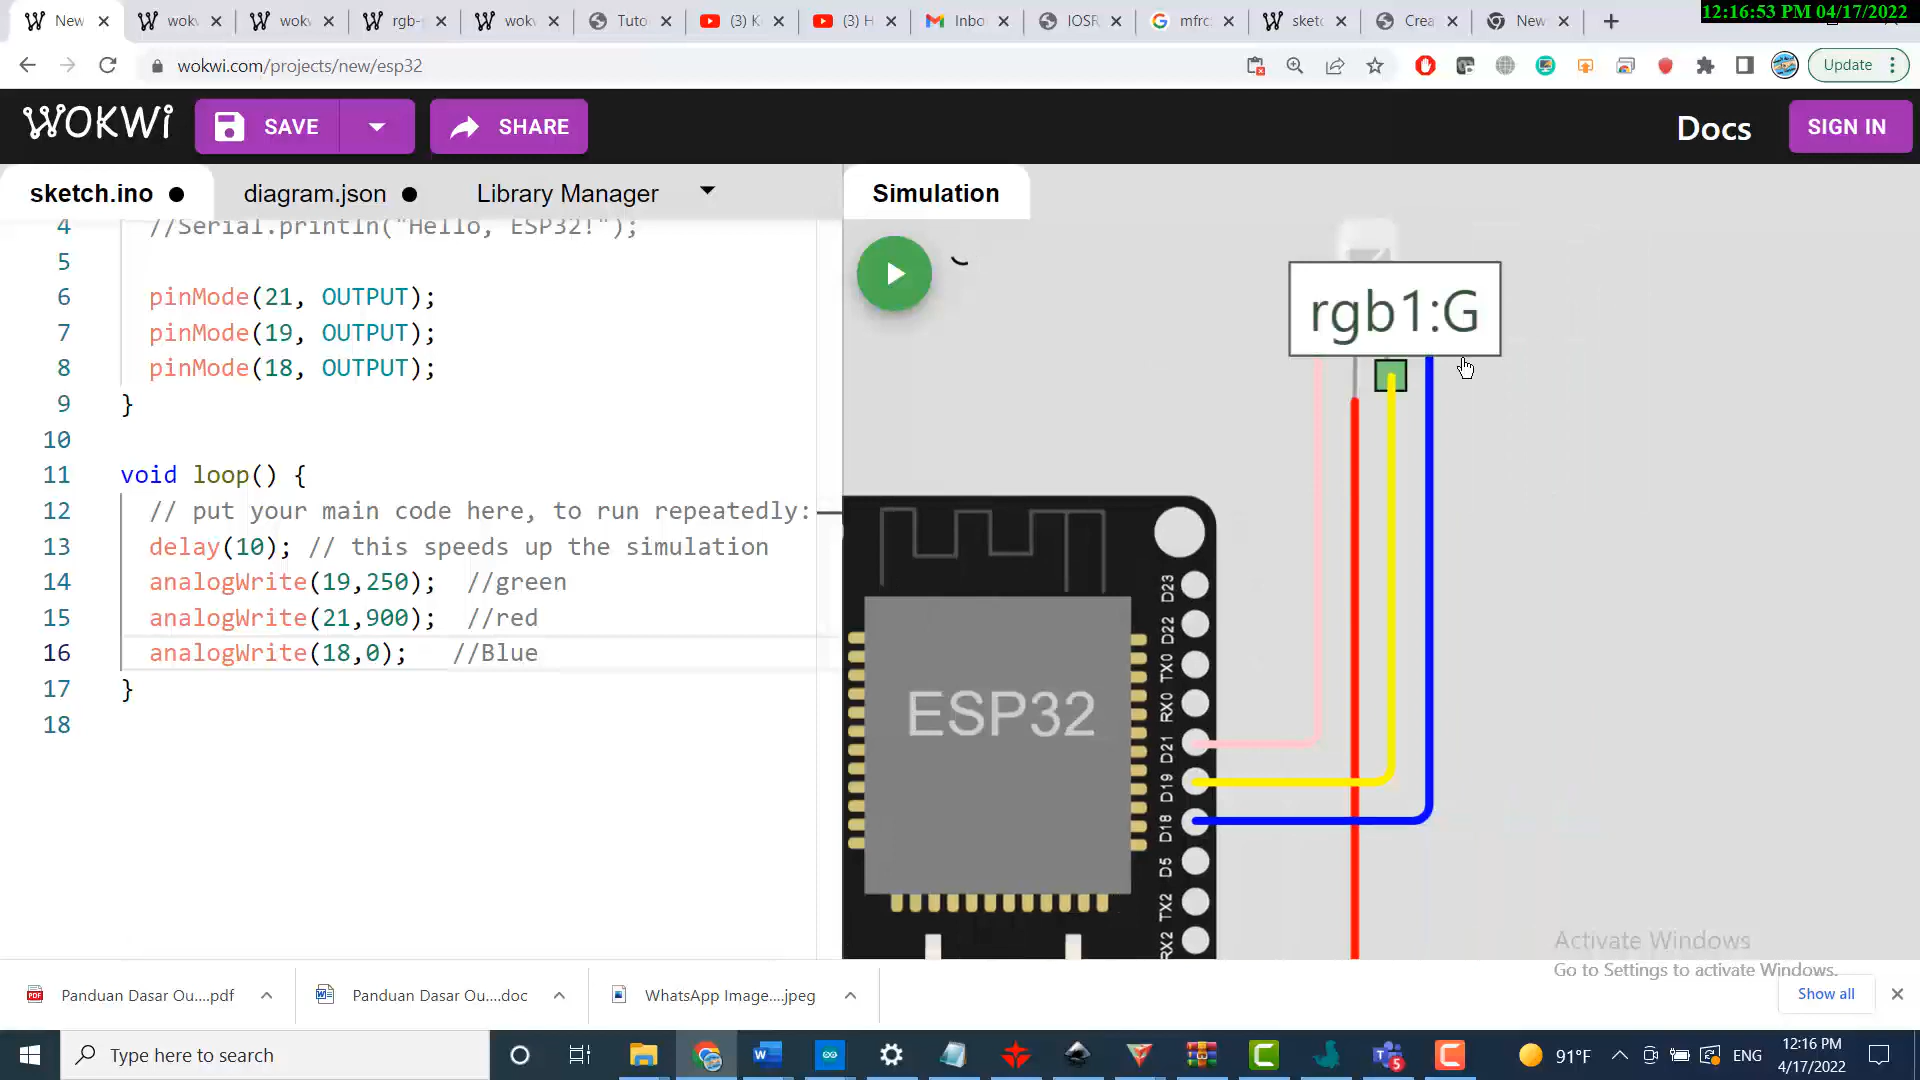 12:16:53 PM 04/17/2022
New
wokv
wokv
rgb-
wokv
Tuto
(3) K
(3) H
Inbo
IOSR
mfrc
sket
Crea
New
wokwi.com/projects/new/esp32
Update
WOKWi
SAVE
SHARE
Docs
SIGN IN
sketch.ino
diagram.json
Library Manager
Simulation
4 //Serial.println("Hello, ESP32!");
5
6 pinMode(21, OUTPUT);
7 pinMode(19, OUTPUT);
8 pinMode(18, OUTPUT);
9 }
10
11 void loop() {
12 // put your main code here, to run repeatedly:
13 delay(10); // this speeds up the simulation
14 analogWrite(19,250); //green
15 analogWrite(21,900); //red
16 analogWrite(18,0); //Blue
17 }
18
rgb1:G
ESP32
D23
D22
TX0
RX0
D21
D19
D18
D5
TX2
RX2
Activate Windows
Go to Settings to activate Windows.
Panduan Dasar Ou....pdf
Panduan Dasar Ou....doc
WhatsApp Image....jpeg
Show all
Type here to search
91°F
ENG
12:16 PM
4/17/2022